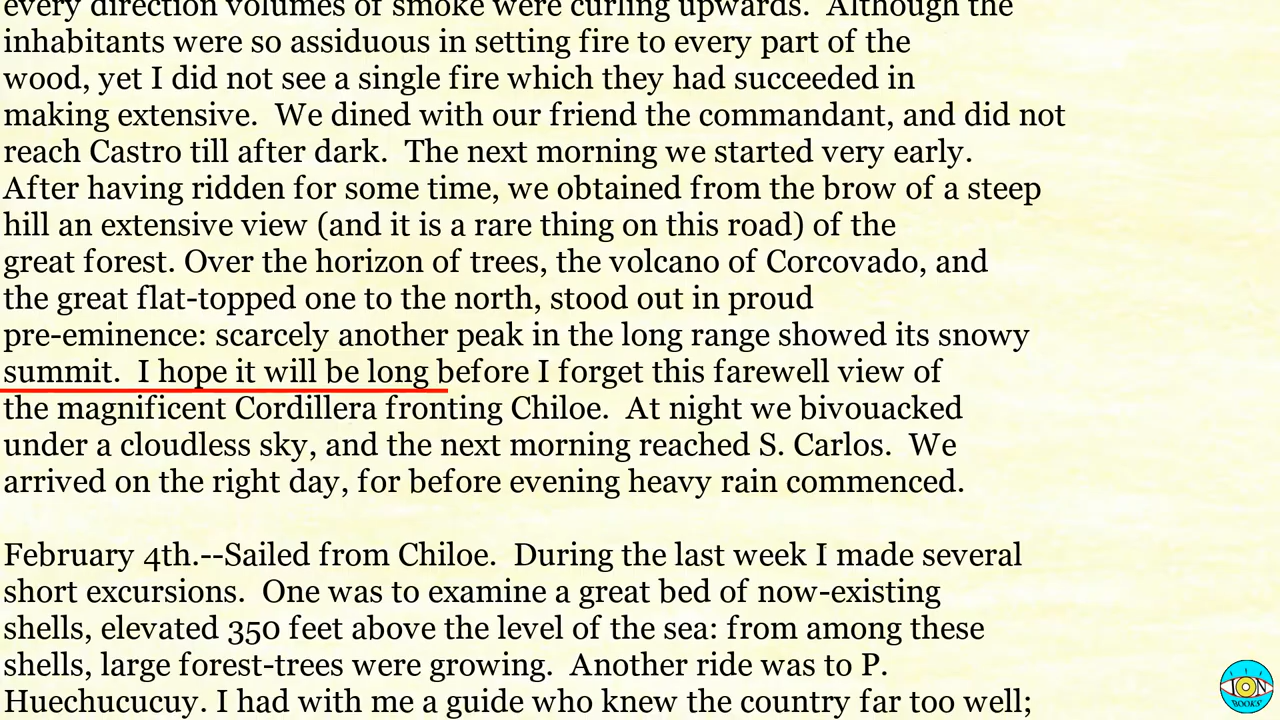 every direction volumes of smoke were curling upwards.  Although the
inhabitants were so assiduous in setting fire to every part of the
wood, yet I did not see a single fire which they had succeeded in
making extensive.  We dined with our friend the commandant, and did not
reach Castro till after dark.  The next morning we started very early.
After having ridden for some time, we obtained from the brow of a steep
hill an extensive view (and it is a rare thing on this road) of the
great forest. Over the horizon of trees, the volcano of Corcovado, and
the great flat-topped one to the north, stood out in proud
pre-eminence: scarcely another peak in the long range showed its snowy
summit.  I hope it will be long before I forget this farewell view of
the magnificent Cordillera fronting Chiloe.  At night we bivouacked
under a cloudless sky, and the next morning reached S. Carlos.  We
arrived on the right day, for before evening heavy rain commenced.

February 4th.--Sailed from Chiloe.  During the last week I made several
short excursions.  One was to examine a great bed of now-existing
shells, elevated 350 feet above the level of the sea: from among these
shells, large forest-trees were growing.  Another ride was to P.
Huechucucuy. I had with me a guide who knew the country far too well;
ION
BOOKS